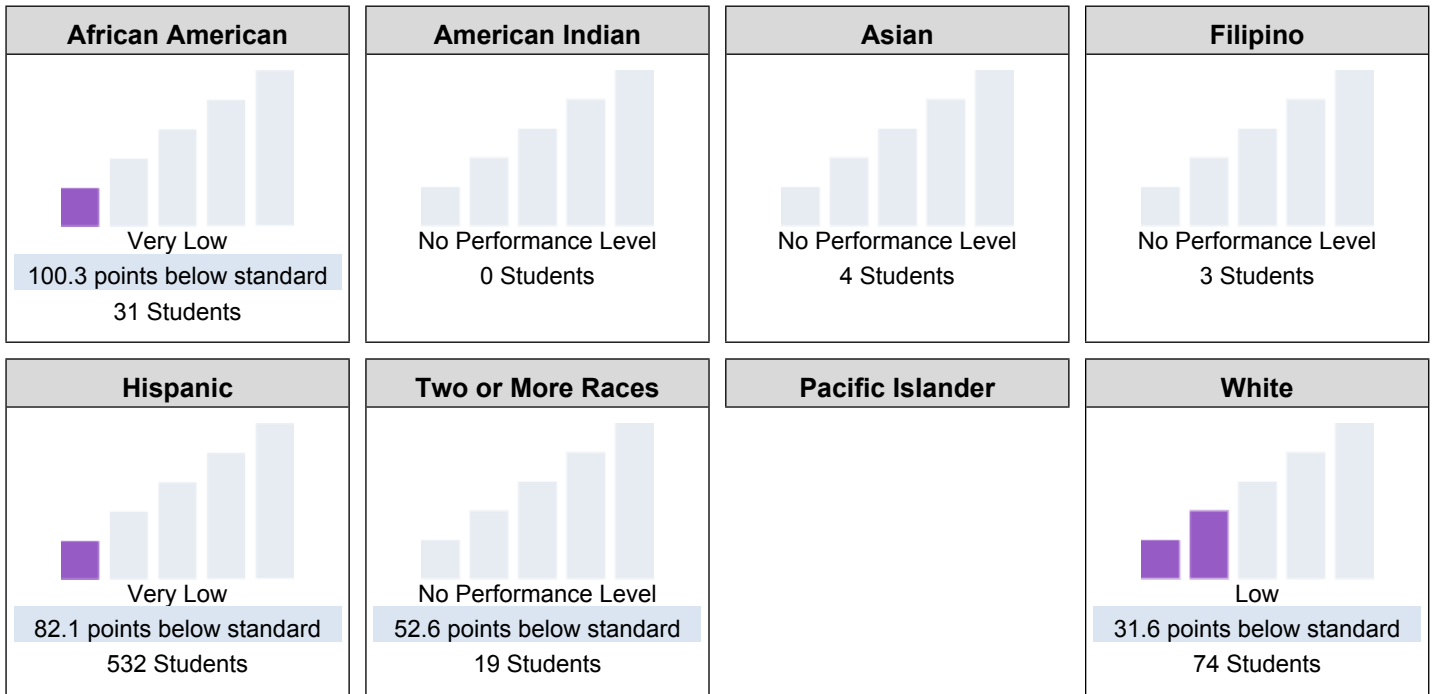 African American
Very Low
100.3 points below standard
31 Students
American Indian
No Performance Level
0 Students
Asian
No Performance Level
4 Students
Filipino
No Performance Level
3 Students
Hispanic
Very Low
82.1 points below standard
532 Students
Two or More Races
No Performance Level
52.6 points below standard
19 Students
Pacific Islander
White
Low
31.6 points below standard
74 Students